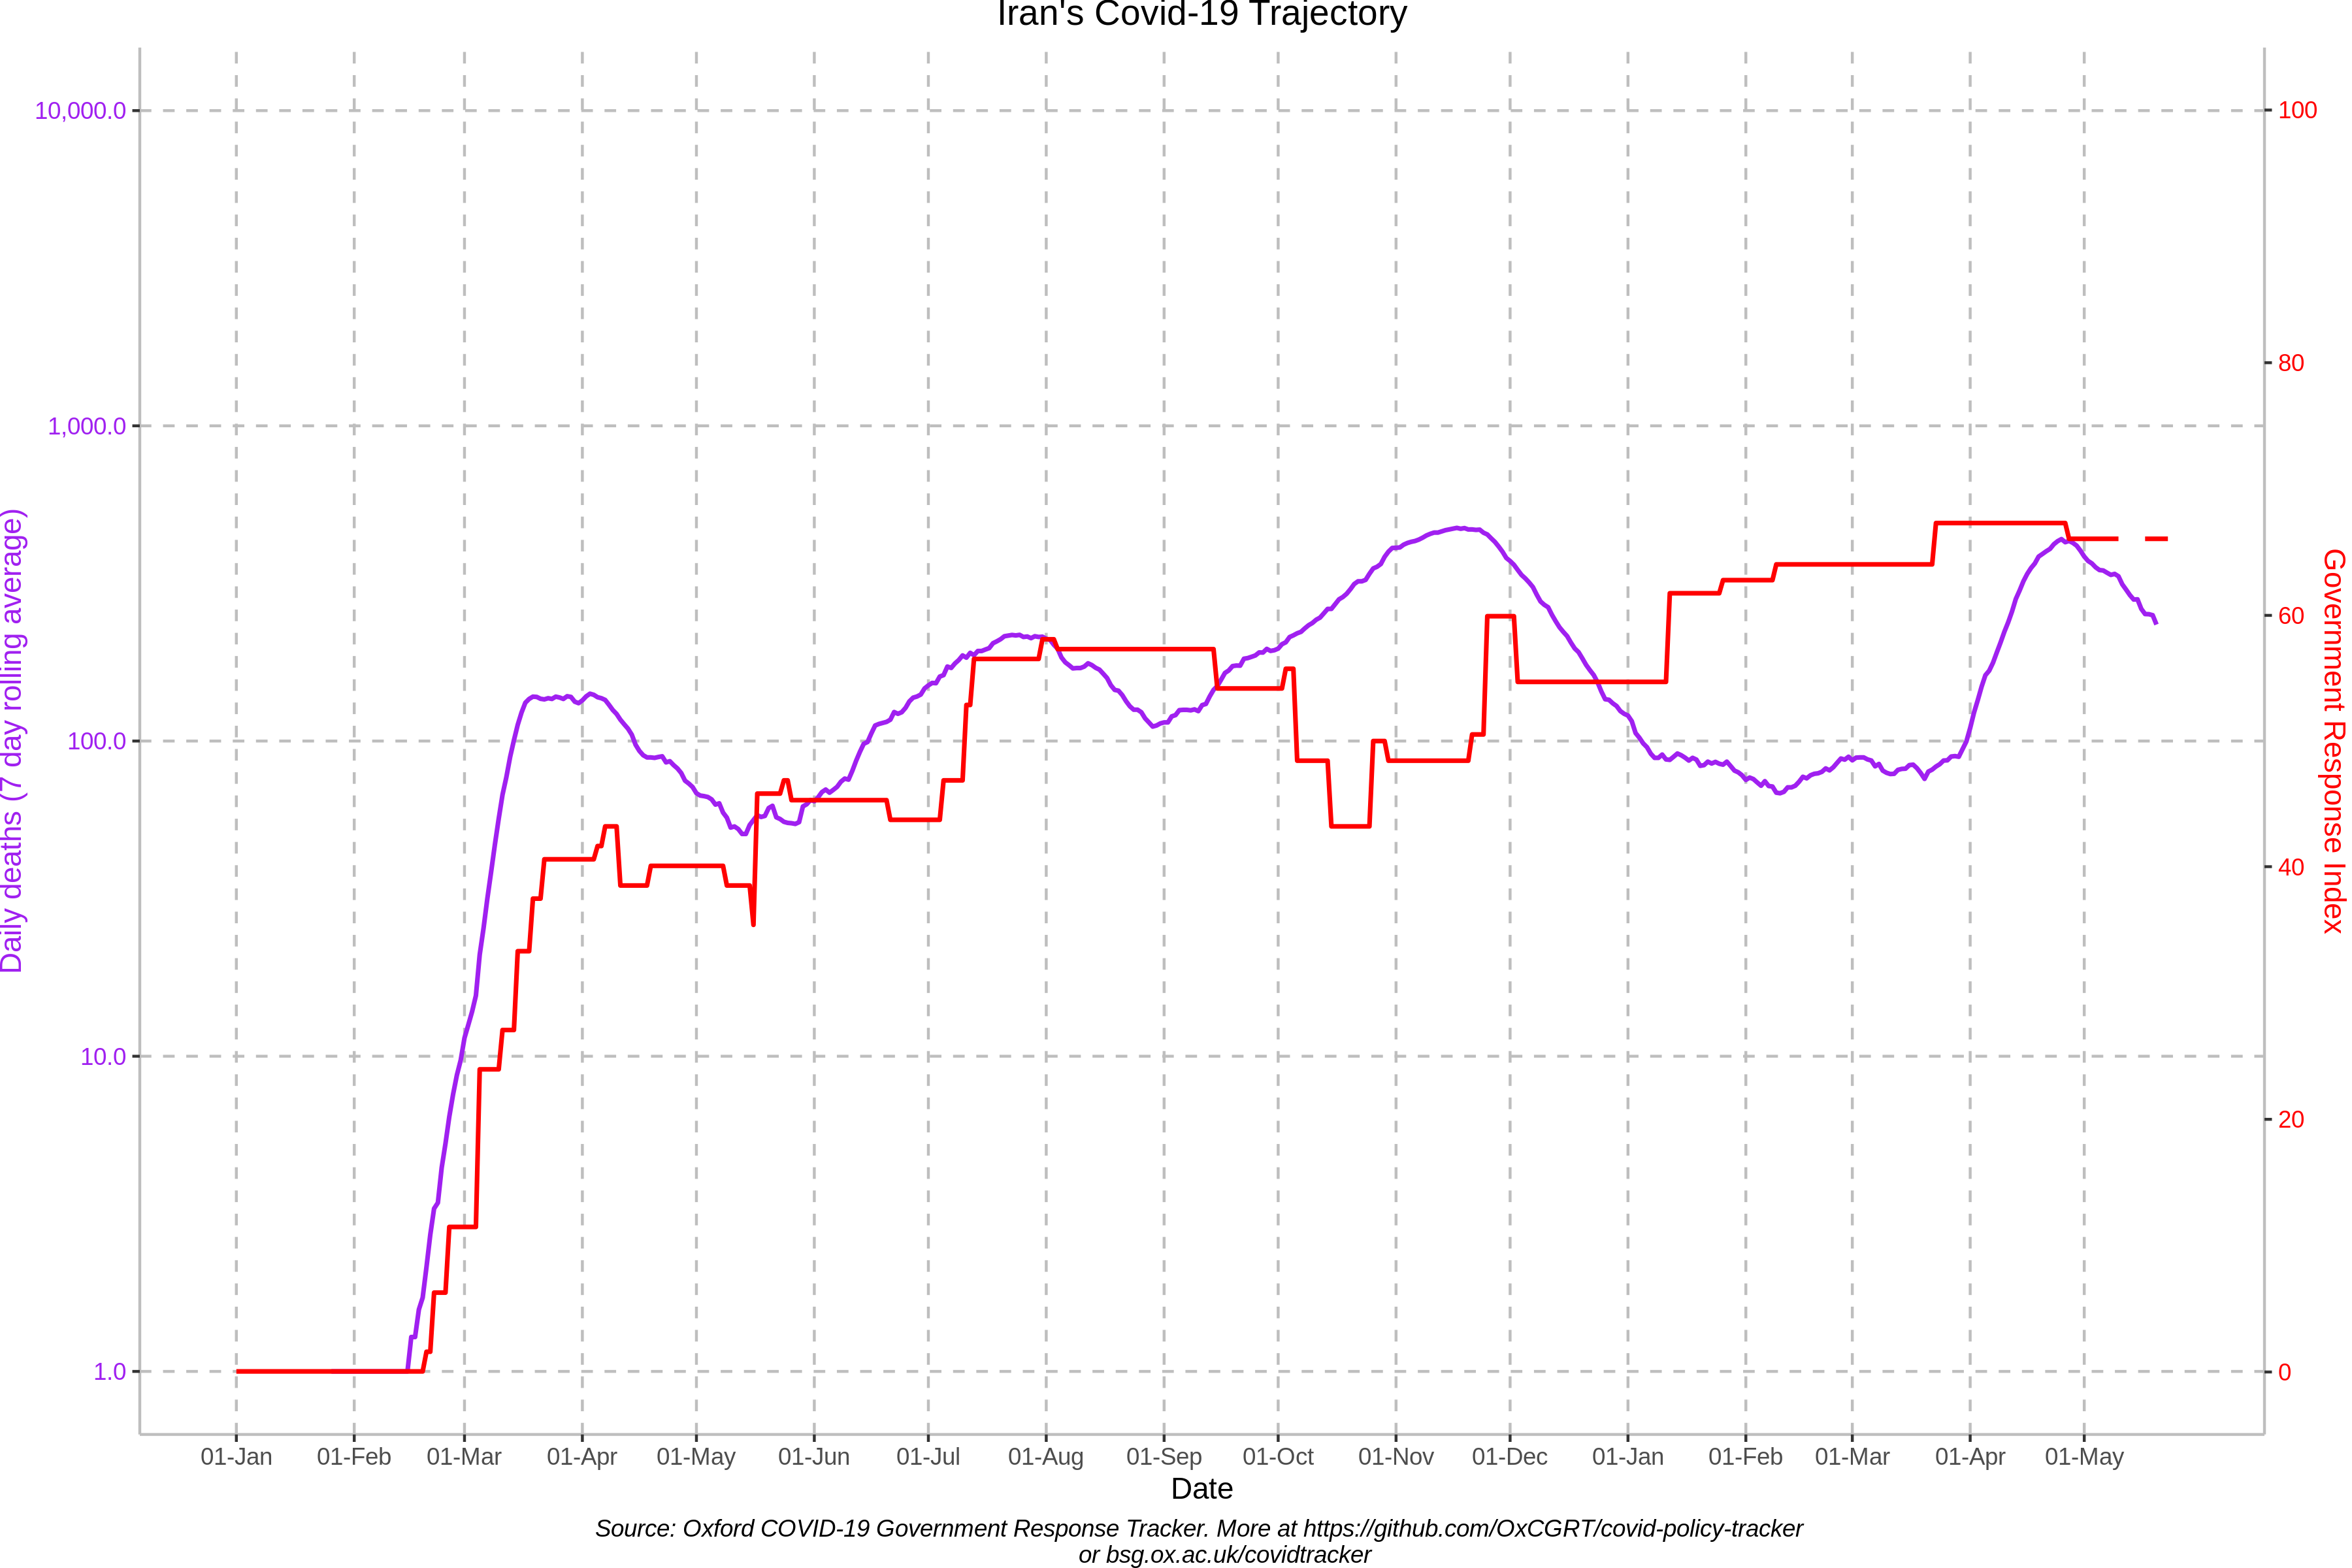 Iran's Covid-19 Trajectory
10,000.0
1,000.0
100.0
10.0
1.0
Daily deaths (7 day rolling average)
100
80
60
40
20
0
Government Response Index
01-Jan 01-Feb 01-Mar 01-Apr 01-May 01-Jun 01-Jul 01-Aug 01-Sep 01-Oct 01-Nov 01-Dec 01-Jan 01-Feb 01-Mar 01-Apr 01-May
Date
Source: Oxford COVID-19 Government Response Tracker. More at https://github.com/OxCGRT/covid-policy-tracker
or bsg.ox.ac.uk/covidtracker